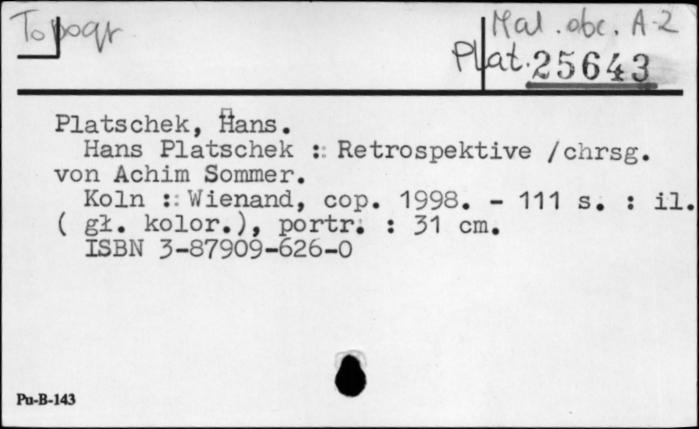 Topogr
Mal. obc. A-2
Plat. 25643
Platschek, Hans.
Hans Platschek : Retrospektive /chrsg.
von Achim Sommer.
Koln : Wienand, cop. 1998. - 111 s. : il.
( gł. kolor.), portr. : 31 cm.
ISBN 3-87909-626-0
Pu-B-143